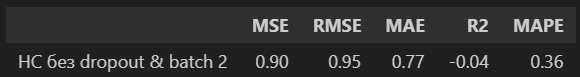 MSE RMSE MAE R2 MAPE
НС без dropout & batch 2 0.90 0.95 0.77 -0.04 0.36